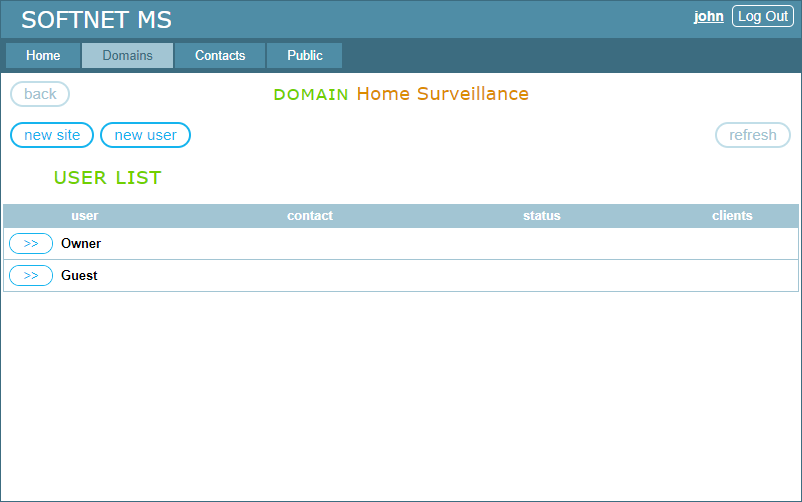 SOFTNET MS
john Log Out
Home Domains Contacts Public
back
DOMAIN Home Surveillance
new site new user refresh
USER LIST
user contact status clients
>> Owner
>> Guest